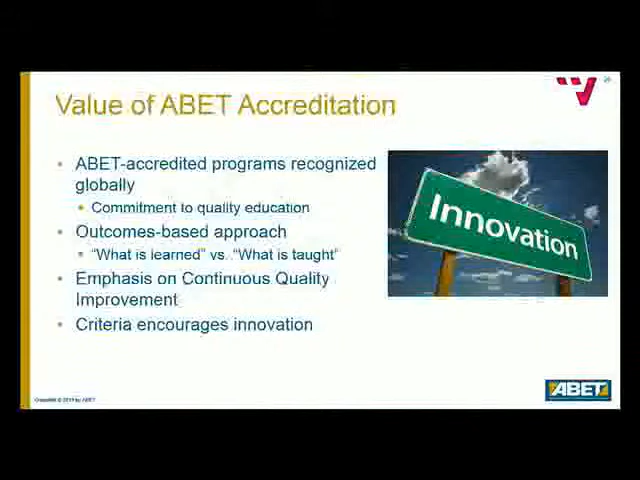 Value of ABET Accreditation
ABET-accredited programs recognized
globally
Commitment to quality education
Outcomes-based approach
"What is learned" vs. "What is taught"
Emphasis on Continuous Quality
Improvement
Criteria encourages innovation
Innovation
ABET